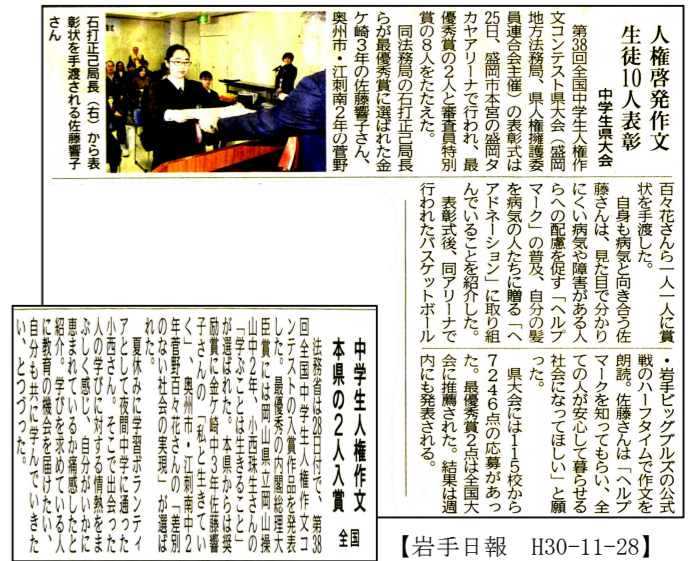 人権啓発作文
生徒10人表彰
中学生県大会
第38回全国中学生人権作
文コンテスト県大会（盛岡
地方法務局、県人権擁護委
員連合会主催）の表彰式は
25日、盛岡市本宮の盛岡タ
カヤアリーナで行われ、最
優秀賞の2人と審査員特別
賞の8人をたたえた。
同法務局の石打正己局長
らが最優秀賞に選ばれた金
ケ崎3年の佐藤響子さん、
奥州市・江刺南2年の菅野
石打正己局長（右）から表
彰状を手渡される佐藤響子
さん
百々花さんら一人一人に賞
状を手渡した。
自身も病気と向き合う佐
藤さんは、見た目で分かり
にくい病気や障害がある人
らへの配慮を促す「ヘルプ
マーク」の普及、自分の髪
を病気の人たちに贈る「ヘ
アドネーション」に取り組
んでいることを紹介した。
表彰式後、同アリーナで
行われたバスケットボール
・岩手ビッグブルズの公式
戦のハーフタイムで作文を
朗読。佐藤さんは「ヘルプ
マークを知ってもらい、全
ての人が安心して暮らせる
社会になってほしい」と願
った。
県大会には115校から
7246点の応募があっ
た。最優秀賞2点は全国大
会に推薦された。結果は週
内にも発表される。
中学生人権作文
本県の2人入賞
全国
法務省は28日付で、第38
回全国中学生人権作文コ
ンテストの入賞作品を発表
した。最優秀の内閣総理大
臣賞には岡山県立岡山操
山中2年、小西珠生さんの
「学ぶことは生きること」
が選ばれた。本県からは奨
励賞に金ケ崎中3年佐藤響
子さんの「私と生きてい
く」、奥州市・江刺南中2
年菅野百々花さんの「差別
のない社会の実現」が選ば
れた。
夏休みに学習ボランティ
アとして夜間中学に通った
小西さん。そこで出会った
人の学びに対する情熱をま
ぶしく感じ、自分がいかに
恵まれているか痛感したと
紹介。学びを求めている人
に教育の機会を届けたい、
自分も共に学んでいきた
い、とつづった。
【岩手日報 H30-11-28】